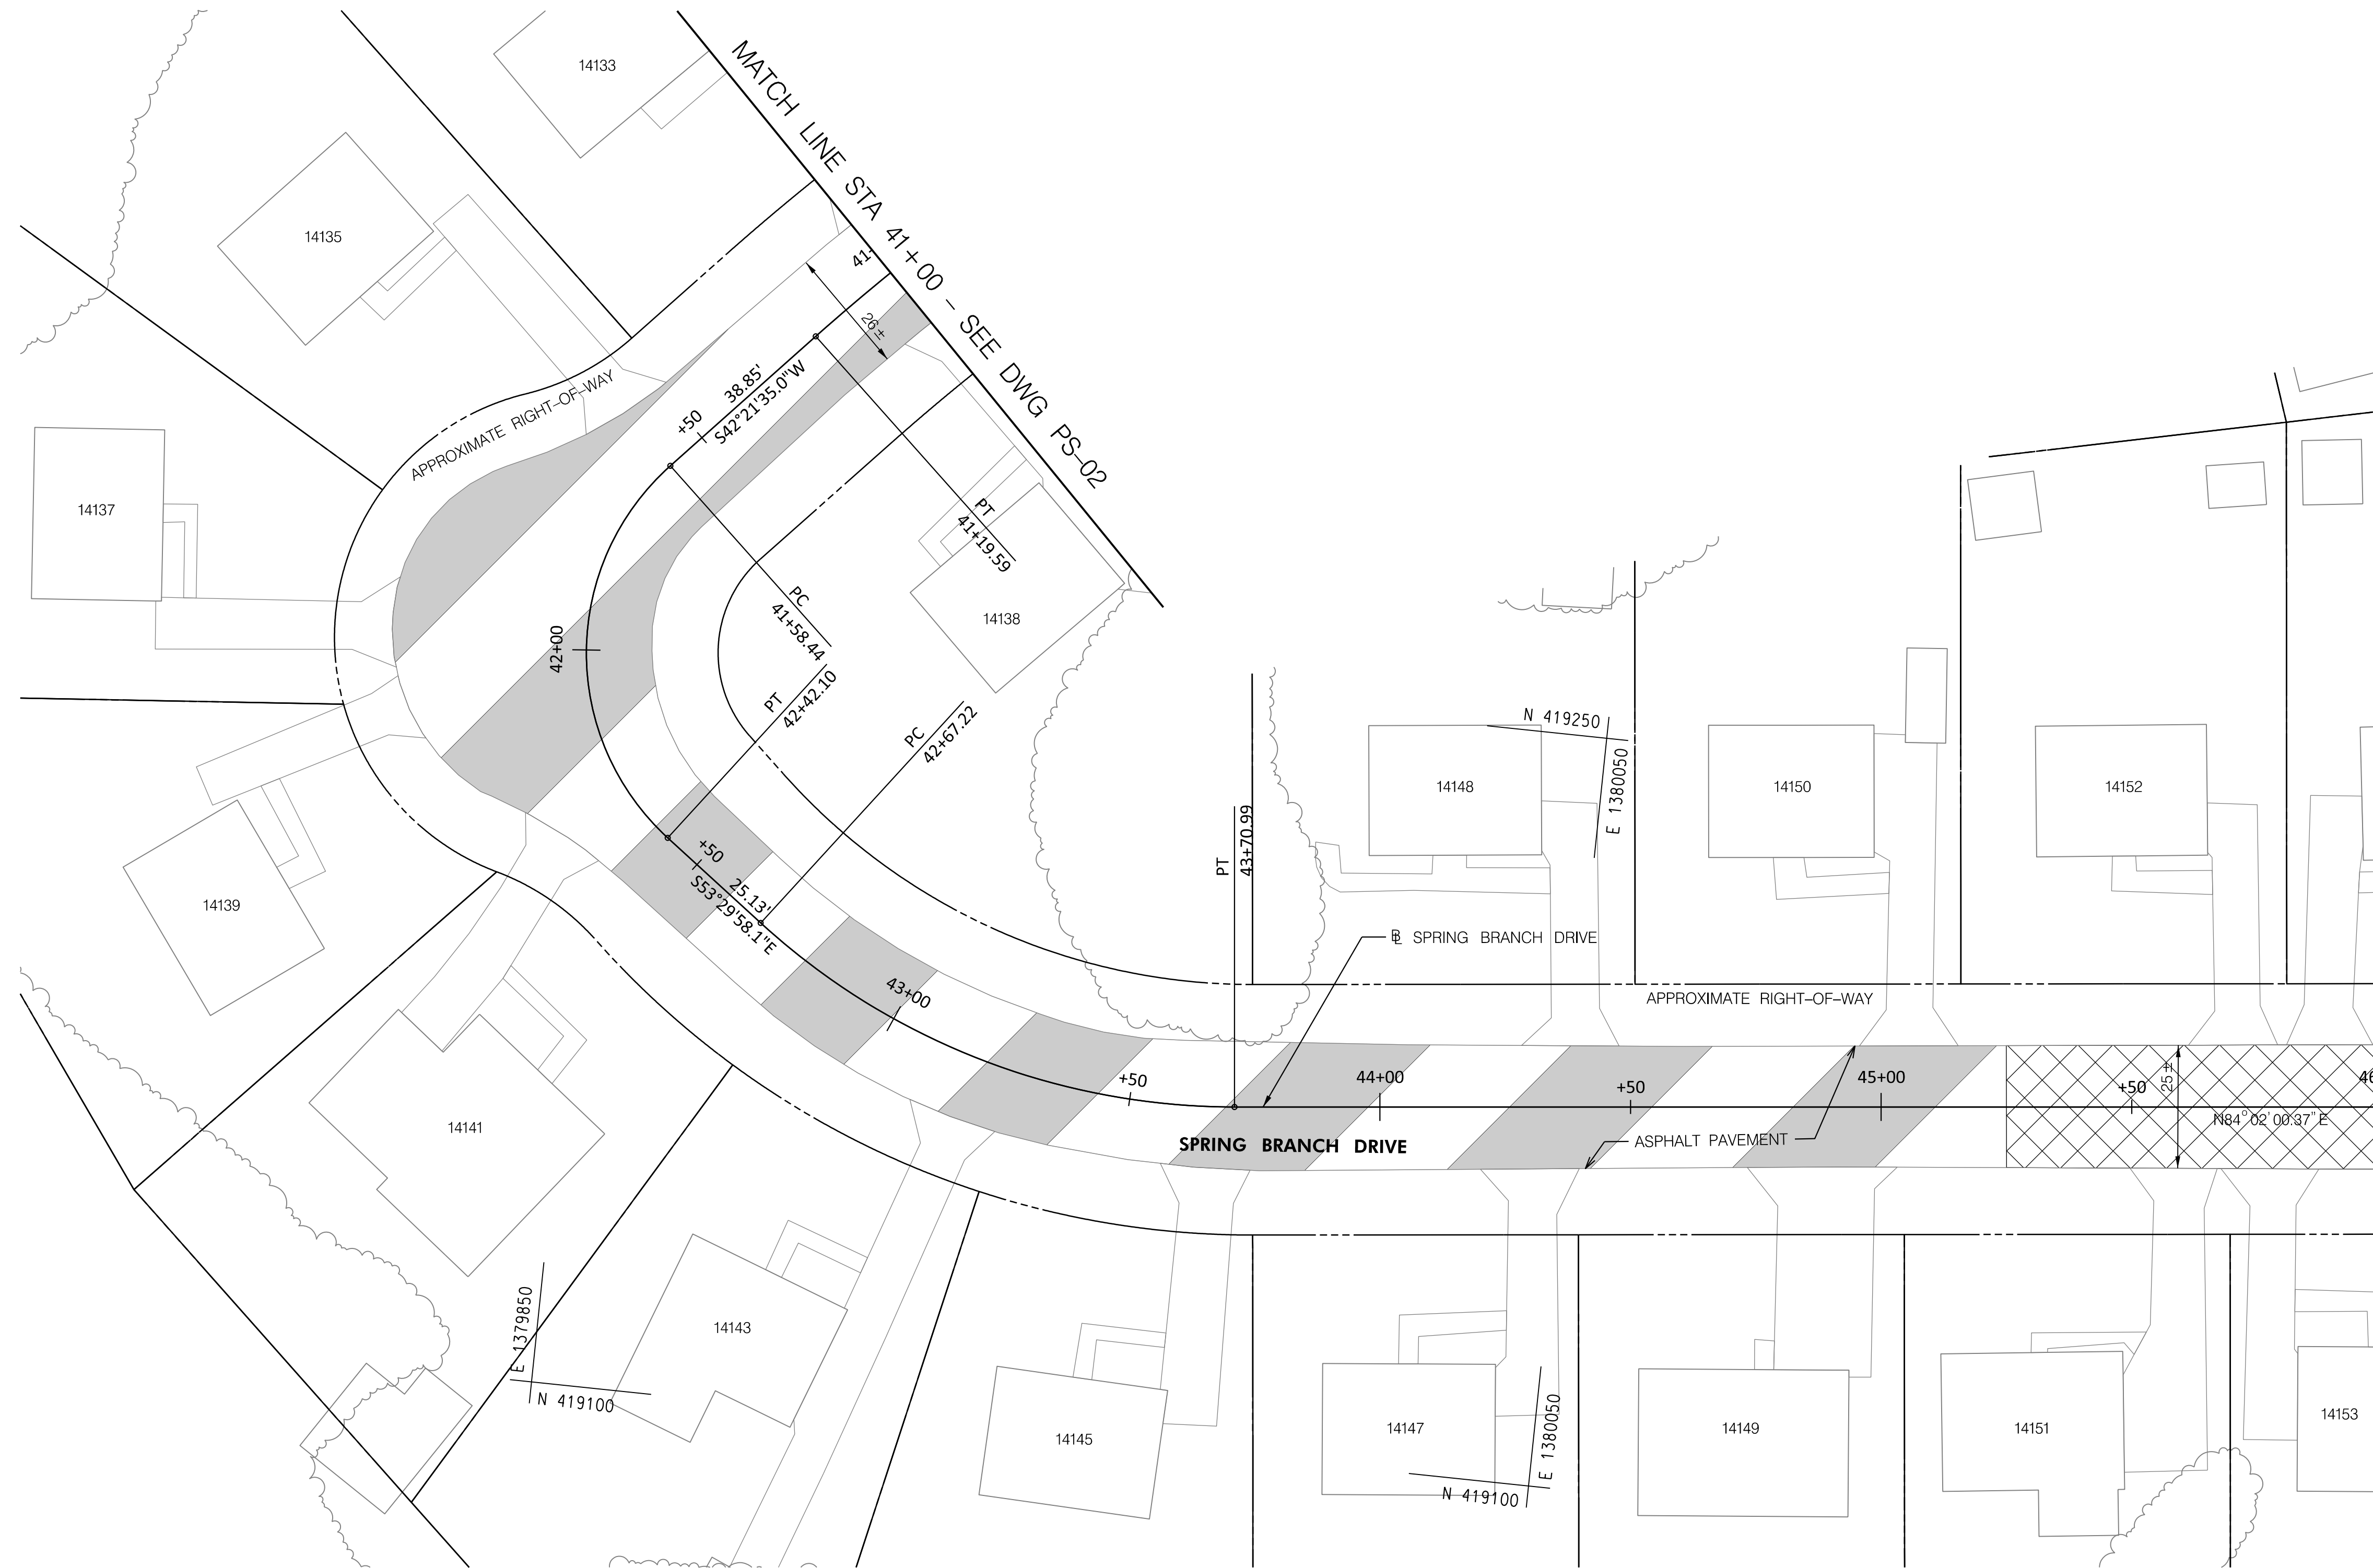 14133
MATCH LINE STA 41+00 – SEE DWG PS–02
14135
41
26±
APPROXIMATE RIGHT–OF–WAY
+50
38.85'
S42°21'35.0"W
14137
PT
41+19.59
PC
41+58.44
14138
42+00
PT
42+42.10
PC
42+67.22
N 419250
E 1380050
14148
14150
14152
PT
43+70.99
+50
25.13'
S53°29'58.1"E
14139
℄ SPRING BRANCH DRIVE
APPROXIMATE RIGHT–OF–WAY
43+00
+50
44+00
+50
45+00
+50
25±
46
N84°02'00.37"E
SPRING BRANCH DRIVE
ASPHALT PAVEMENT
14141
14143
E 1379850
N 419100
14145
14147
E 1380050
N 419100
14149
14151
14153